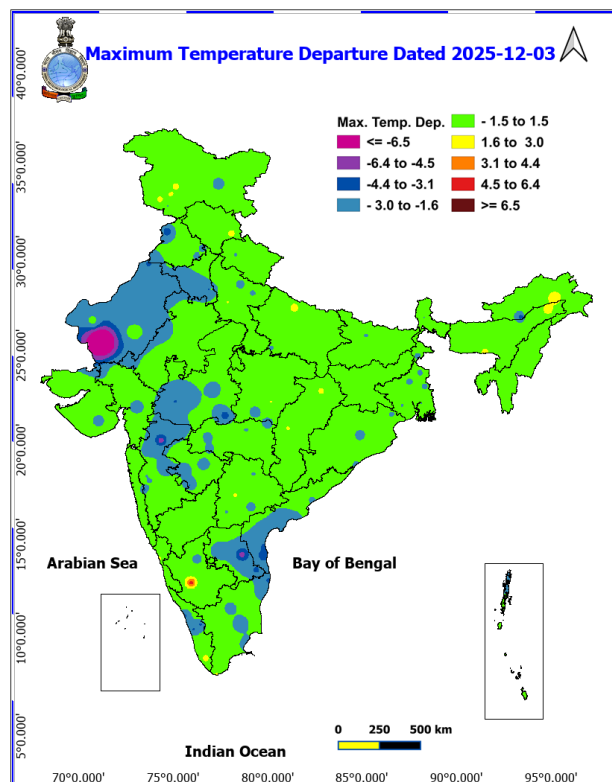 Maximum Temperature Departure Dated 2025-12-03
Max. Temp. Dep.
<= -6.5
-6.4 to -4.5
-4.4 to -3.1
- 3.0 to -1.6
- 1.5 to 1.5
1.6 to 3.0
3.1 to 4.4
4.5 to 6.4
>= 6.5
40°0.000'
35°0.000'
30°0.000'
25°0.000'
20°0.000'
15°0.000'
10°0.000'
5°0.000'
Arabian Sea
Bay of Bengal
0 250 500 km
Indian Ocean
70°0.000' 75°0.000' 80°0.000' 85°0.000' 90°0.000' 95°0.000'